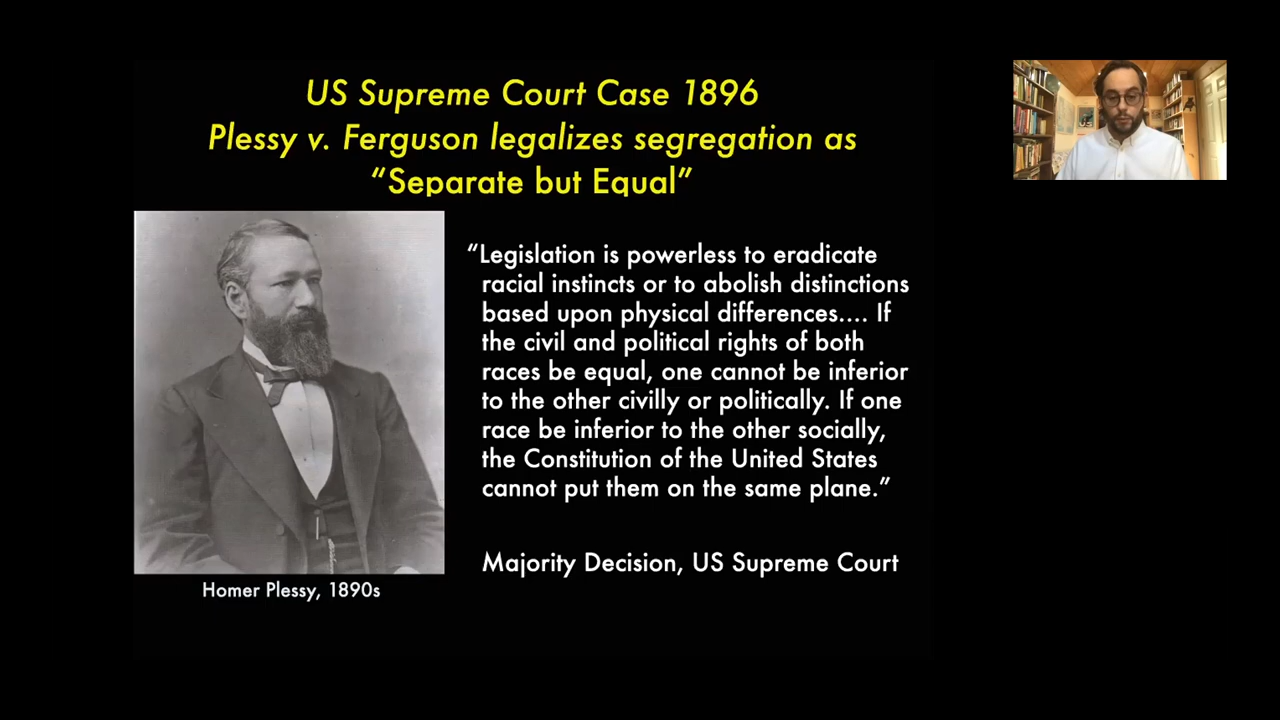 US Supreme Court Case 1896
Plessy v. Ferguson legalizes segregation as
“Separate but Equal”
“Legislation is powerless to eradicate
racial instincts or to abolish distinctions
based upon physical differences.... If
the civil and political rights of both
races be equal, one cannot be inferior
to the other civilly or politically. If one
race be inferior to the other socially,
the Constitution of the United States
cannot put them on the same plane.”
Majority Decision, US Supreme Court
Homer Plessy, 1890s